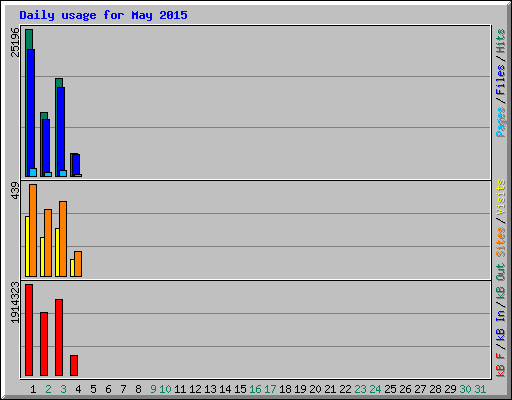 Daily usage for May 2015
25196
Pages / Files / Hits
439
Sites / Visits
1914323
kB F / kB In / kB Out
1 2 3 4 5 6 7 8 9 10 11 12 13 14 15 16 17 18 19 20 21 22 23 24 25 26 27 28 29 30 31